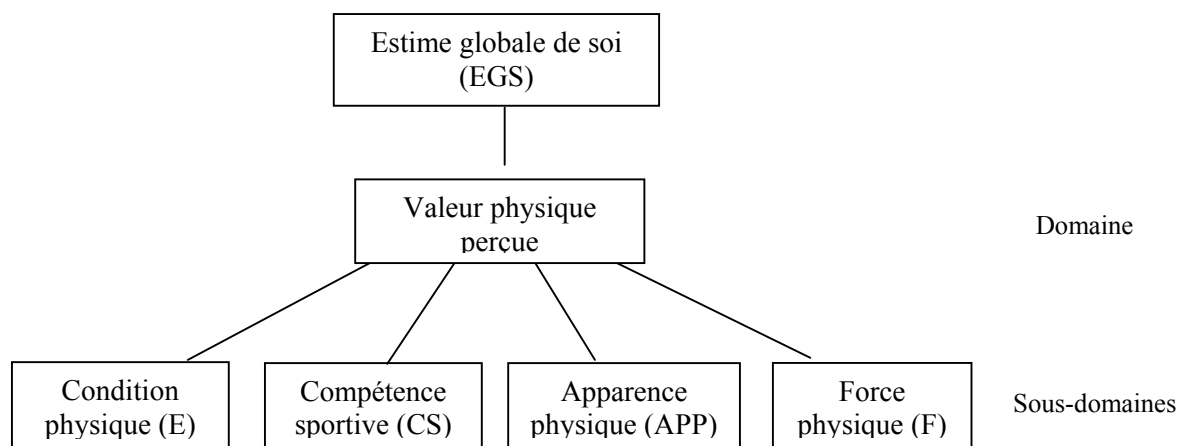 Estime globale de soi
(EGS)
Valeur physique
perçue
Domaine
Condition
physique (E)
Compétence
sportive (CS)
Apparence
physique (APP)
Force
physique (F)
Sous-domaines